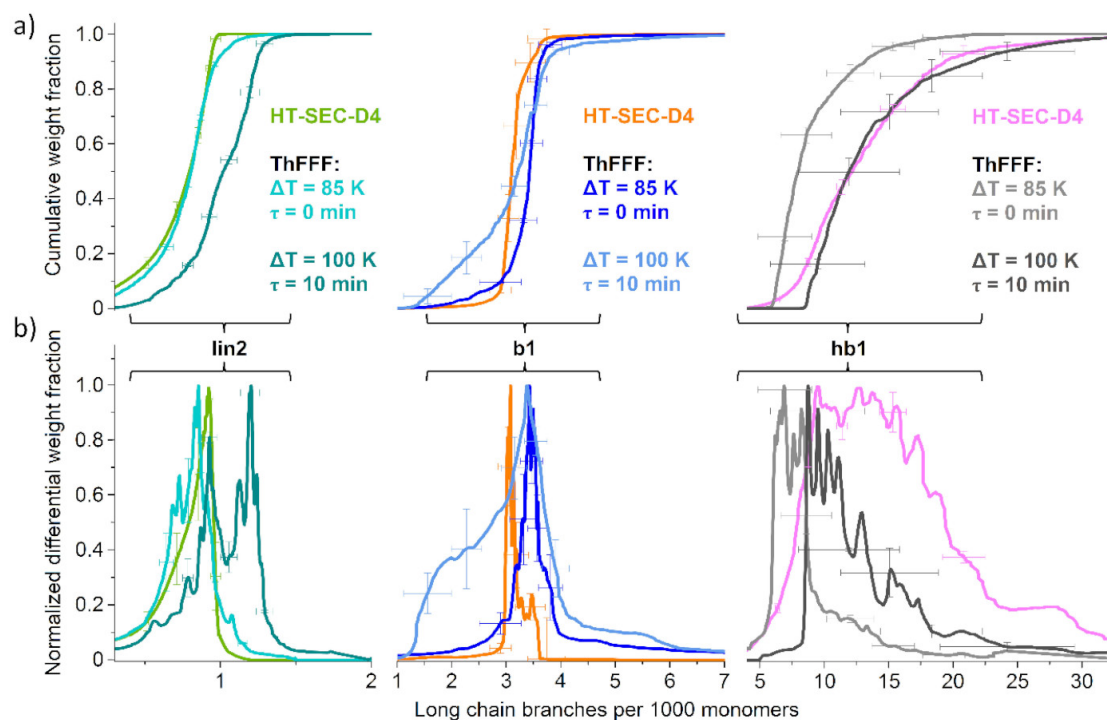 a)
Cumulative weight fraction
1.0
0.8
0.6
0.4
0.2
0
HT-SEC-D4
ThFFF:
ΔT = 85 K
τ = 0 min
ΔT = 100 K
τ = 10 min
HT-SEC-D4
ThFFF:
ΔT = 85 K
τ = 0 min
ΔT = 100 K
τ = 10 min
HT-SEC-D4
ThFFF:
ΔT = 85 K
τ = 0 min
ΔT = 100 K
τ = 10 min
b)
lin2
b1
hb1
Normalized differential weight fraction
1.0
0.8
0.6
0.4
0.2
0
1 2
1 2 3 4 5 6 7
5 10 15 20 25 30
Long chain branches per 1000 monomers